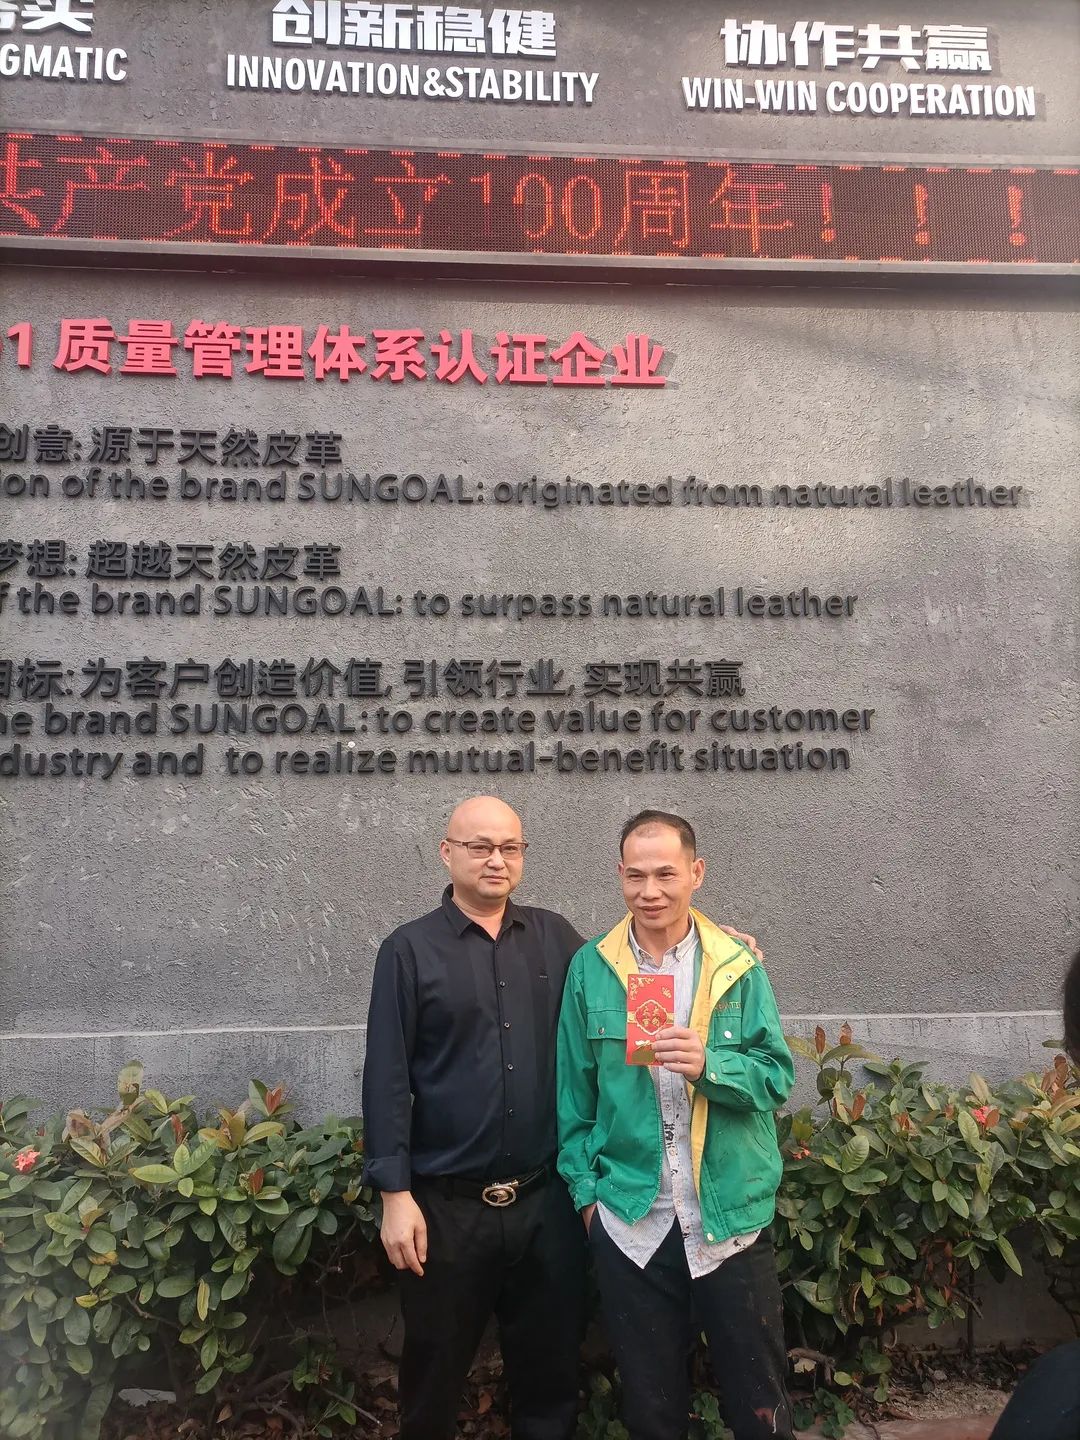 务实
GMATIC
创新稳健
INNOVATION&STABILITY
协作共赢
WIN-WIN COOPERATION
共产党成立100周年！！！
01质量管理体系认证企业
创意: 源于天然皮革
ion of the brand SUNGOAL: originated from natural leather
梦想: 超越天然皮革
f the brand SUNGOAL: to surpass natural leather
目标: 为客户创造价值, 引领行业, 实现共赢
he brand SUNGOAL: to create value for customer
dustry and to realize mutual-benefit situation